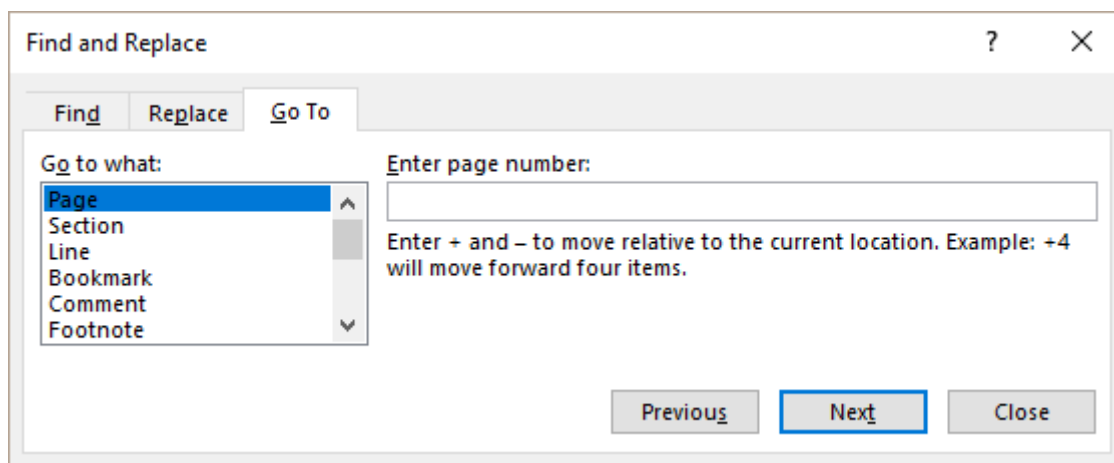 Find and Replace ?
Find Replace Go To
Go to what:
Page
Section
Line
Bookmark
Comment
Footnote
Enter page number:
Enter + and – to move relative to the current location. Example: +4
will move forward four items.
Previous Next Close